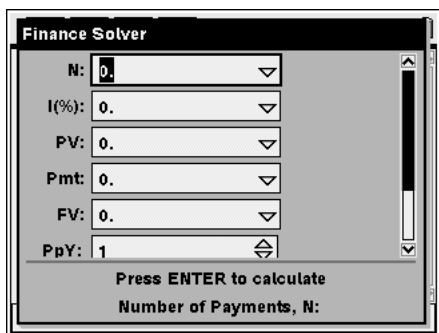 Finance Solver
N: 0.
I(%): 0.
PV: 0.
Pmt: 0.
FV: 0.
PpY: 1
Press ENTER to calculate
Number of Payments, N: